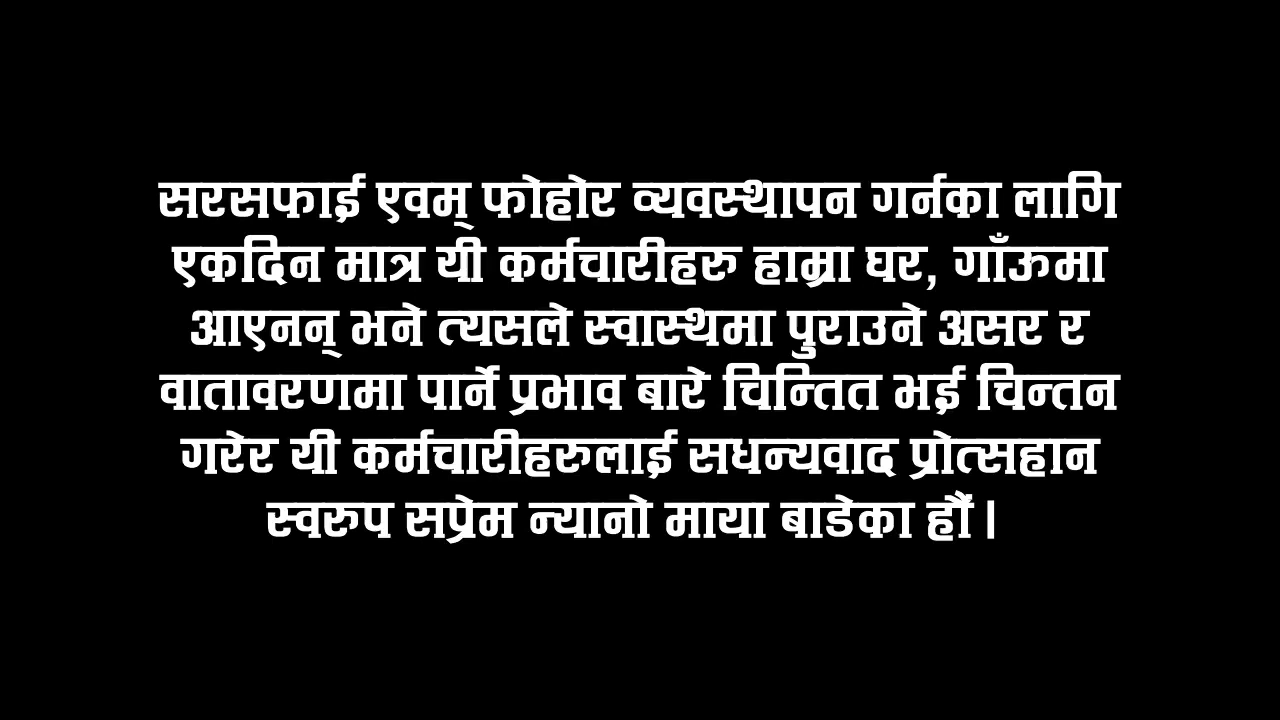 सरसफाई एवम् फोहोर व्यवस्थापन गर्नका लागि
एकदिन मात्र यी कर्मचारीहरु हाम्रा घर, गाँऊमा
आएनन् भने त्यसले स्वास्थमा पुराउने असर र
वातावरणमा पार्ने प्रभाव बारे चिन्तित भई चिन्तन
गरेर यी कर्मचारीहरुलाई सधन्यवाद प्रोत्सहान
स्वरुप सप्रेम न्यानो माया बाडेका हौं ।